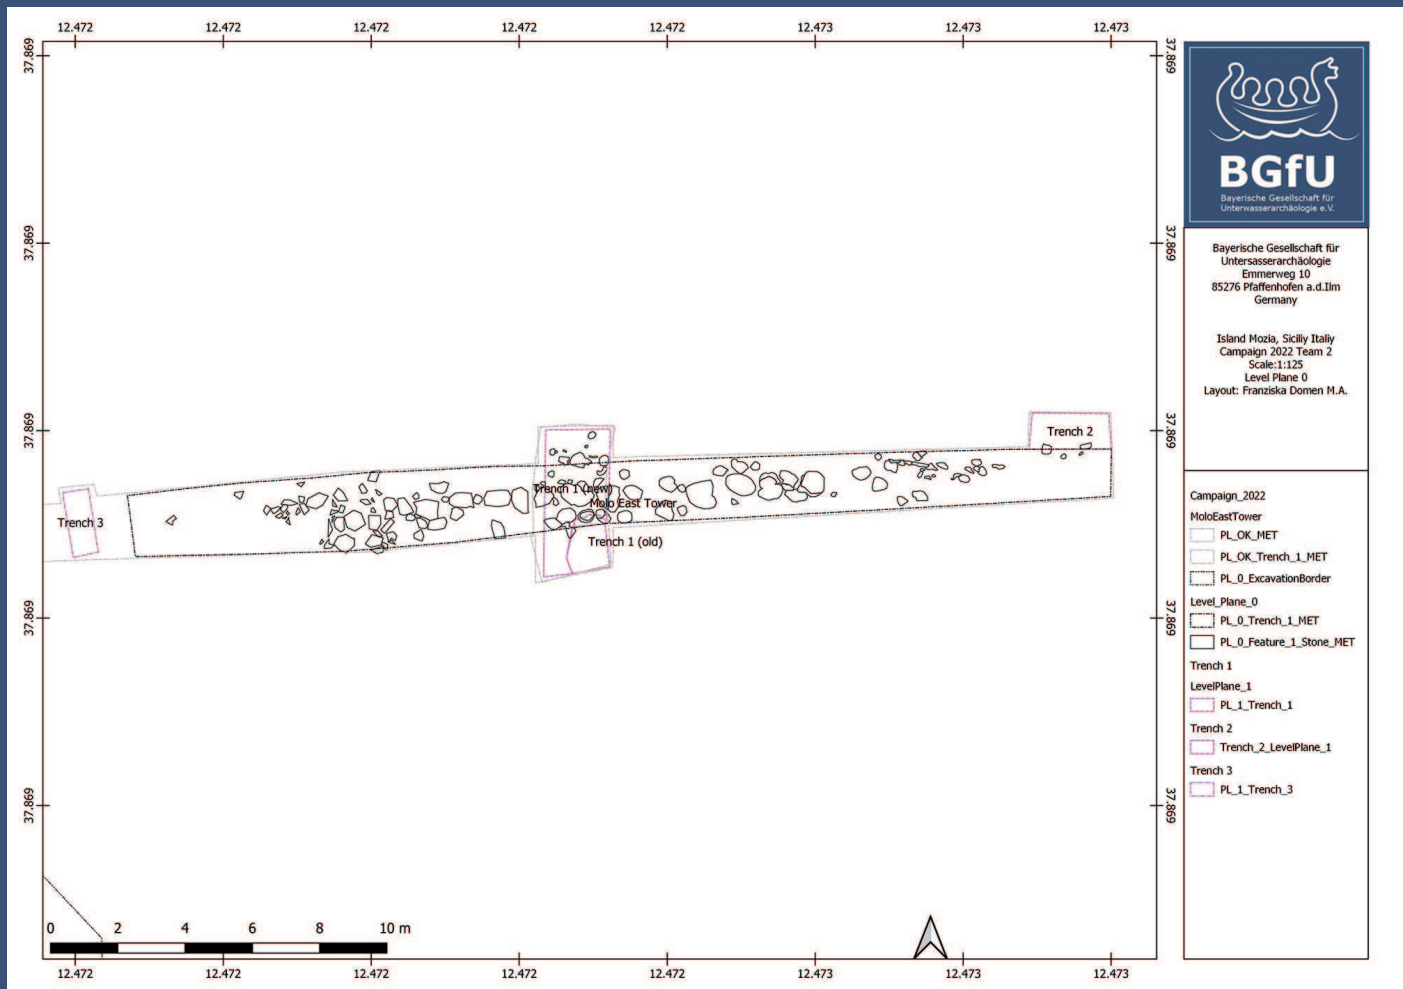 12.472 12.472 12.472 12.472 12.472 12.473 12.473 12.473
37.869 37.869
37.869 37.869
37.869 37.869
37.869 37.869
37.869 37.869
Trench 2
Trench 1 (new)
Molo East Tower
Trench 3
Trench 1 (old)
0 2 4 6 8 10 m
12.472 12.472 12.472 12.472 12.472 12.473 12.473 12.473
BGfU
Bayerische Gesellschaft für
Unterwasserarchäologie e.V.
Bayerische Gesellschaft für
Untersasserarchäologie
Emmerweg 10
85276 Pfaffenhofen a.d.Ilm
Germany
Island Mozia, Siciliy Italiy
Campaign 2022 Team 2
Scale:1:125
Level Plane 0
Layout: Franziska Domen M.A.
Campaign_2022
MoloEastTower
PL_OK_MET
PL_OK_Trench_1_MET
PL_0_ExcavationBorder
Level_Plane_0
PL_0_Trench_1_MET
PL_0_Feature_1_Stone_MET
Trench 1
LevelPlane_1
PL_1_Trench_1
Trench 2
Trench_2_LevelPlane_1
Trench 3
PL_1_Trench_3